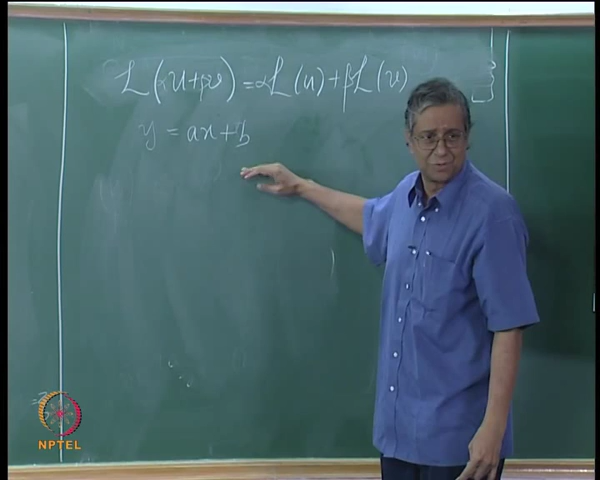 L(αu+βv) = αL(u) + βL(v)
y = ax + b
NPTEL